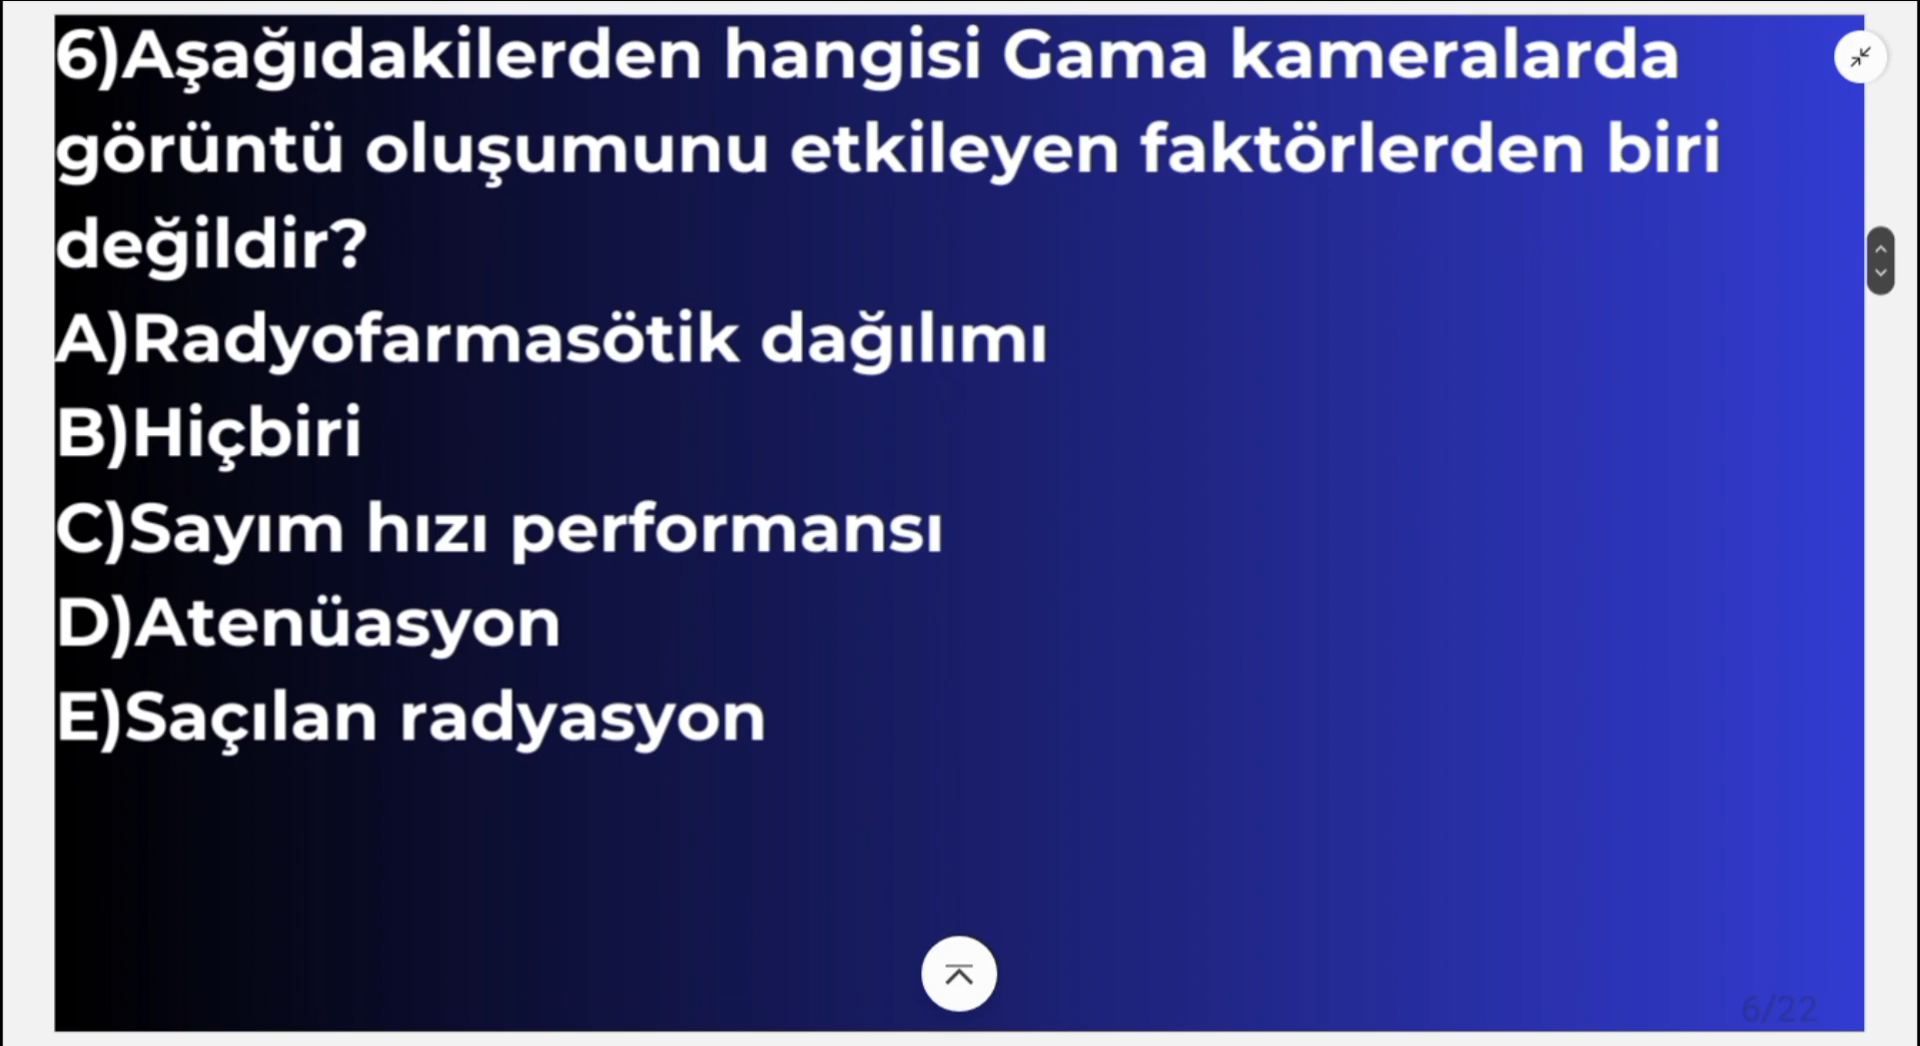 6)Aşağıdakilerden hangisi Gama kameralarda
görüntü oluşumunu etkileyen faktörlerden biri
değildir?
A)Radyofarmasötik dağılımı
B)Hiçbiri
C)Sayım hızı performansı
D)Atenüasyon
E)Saçılan radyasyon
6/22